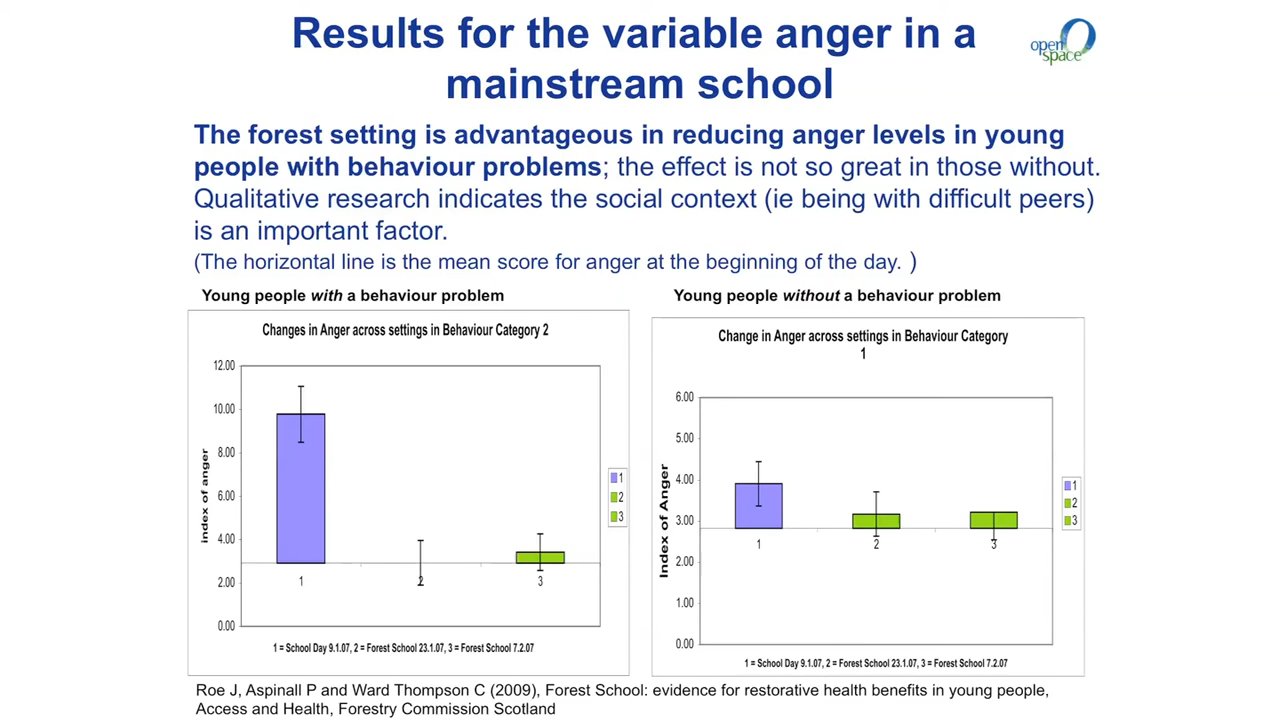 Results for the variable anger in a
mainstream school
open
space
The forest setting is advantageous in reducing anger levels in young
people with behaviour problems; the effect is not so great in those without.
Qualitative research indicates the social context (ie being with difficult peers)
is an important factor.
(The horizontal line is the mean score for anger at the beginning of the day. )
Young people with a behaviour problem
Changes in Anger across settings in Behaviour Category 2
index of anger
12.00
10.00
8.00
6.00
4.00
2.00
0.00
1
2
3
1
2
3
1 = School Day 9.1.07, 2 = Forest School 23.1.07, 3 = Forest School 7.2.07
Young people without a behaviour problem
Change in Anger across settings in Behaviour Category
1
Index of Anger
6.00
5.00
4.00
3.00
2.00
1.00
0.00
1
2
3
1
2
3
1 = School Day 9.1.07, 2 = Forest School 23.1.07, 3 = Forest School 7.2.07
Roe J, Aspinall P and Ward Thompson C (2009), Forest School: evidence for restorative health benefits in young people,
Access and Health, Forestry Commission Scotland